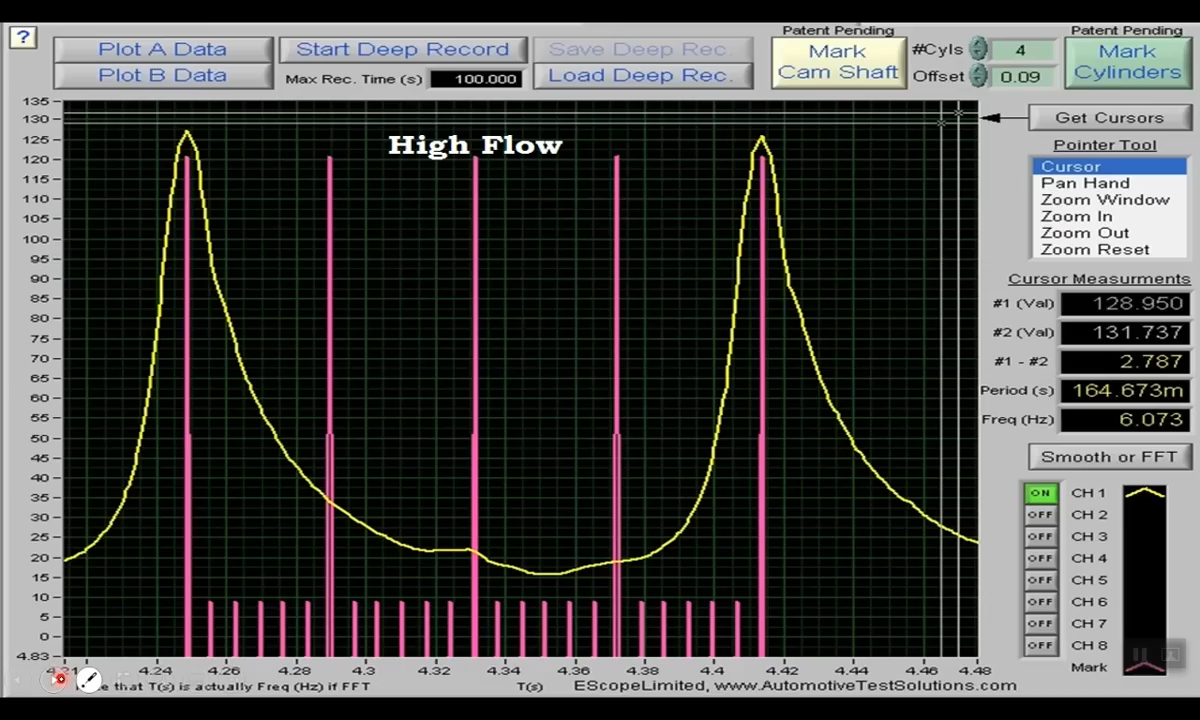 ?
Plot A Data
Start Deep Record
Save Deep Rec.
Patent Pending
Mark
Cam Shaft
#Cyls
4
Patent Pending
Mark
Cylinders
Plot B Data
Max Rec. Time (s)
100.000
Load Deep Rec.
Offset
0.09
High Flow
135
130
125
120
115
110
105
100
95
90
85
80
75
70
65
60
55
50
45
40
35
30
25
20
15
10
5
0
4.83
4.24
4.26
4.28
4.3
4.32
4.34
4.36
4.38
4.4
4.42
4.44
4.46
4.48
that T(s) is actually Freq (Hz) if FFT
T(s)
EScopeLimited, www.AutomotiveTestSolutions.com
Get Cursors
Pointer Tool
Cursor
Pan Hand
Zoom Window
Zoom In
Zoom Out
Zoom Reset
Cursor Measurments
#1 (Val)
128.950
#2 (Val)
131.737
#1 - #2
2.787
Period (s)
164.673m
Freq (Hz)
6.073
Smooth or FFT
ON CH 1
OFF CH 2
OFF CH 3
OFF CH 4
OFF CH 5
OFF CH 6
OFF CH 7
OFF CH 8
Mark